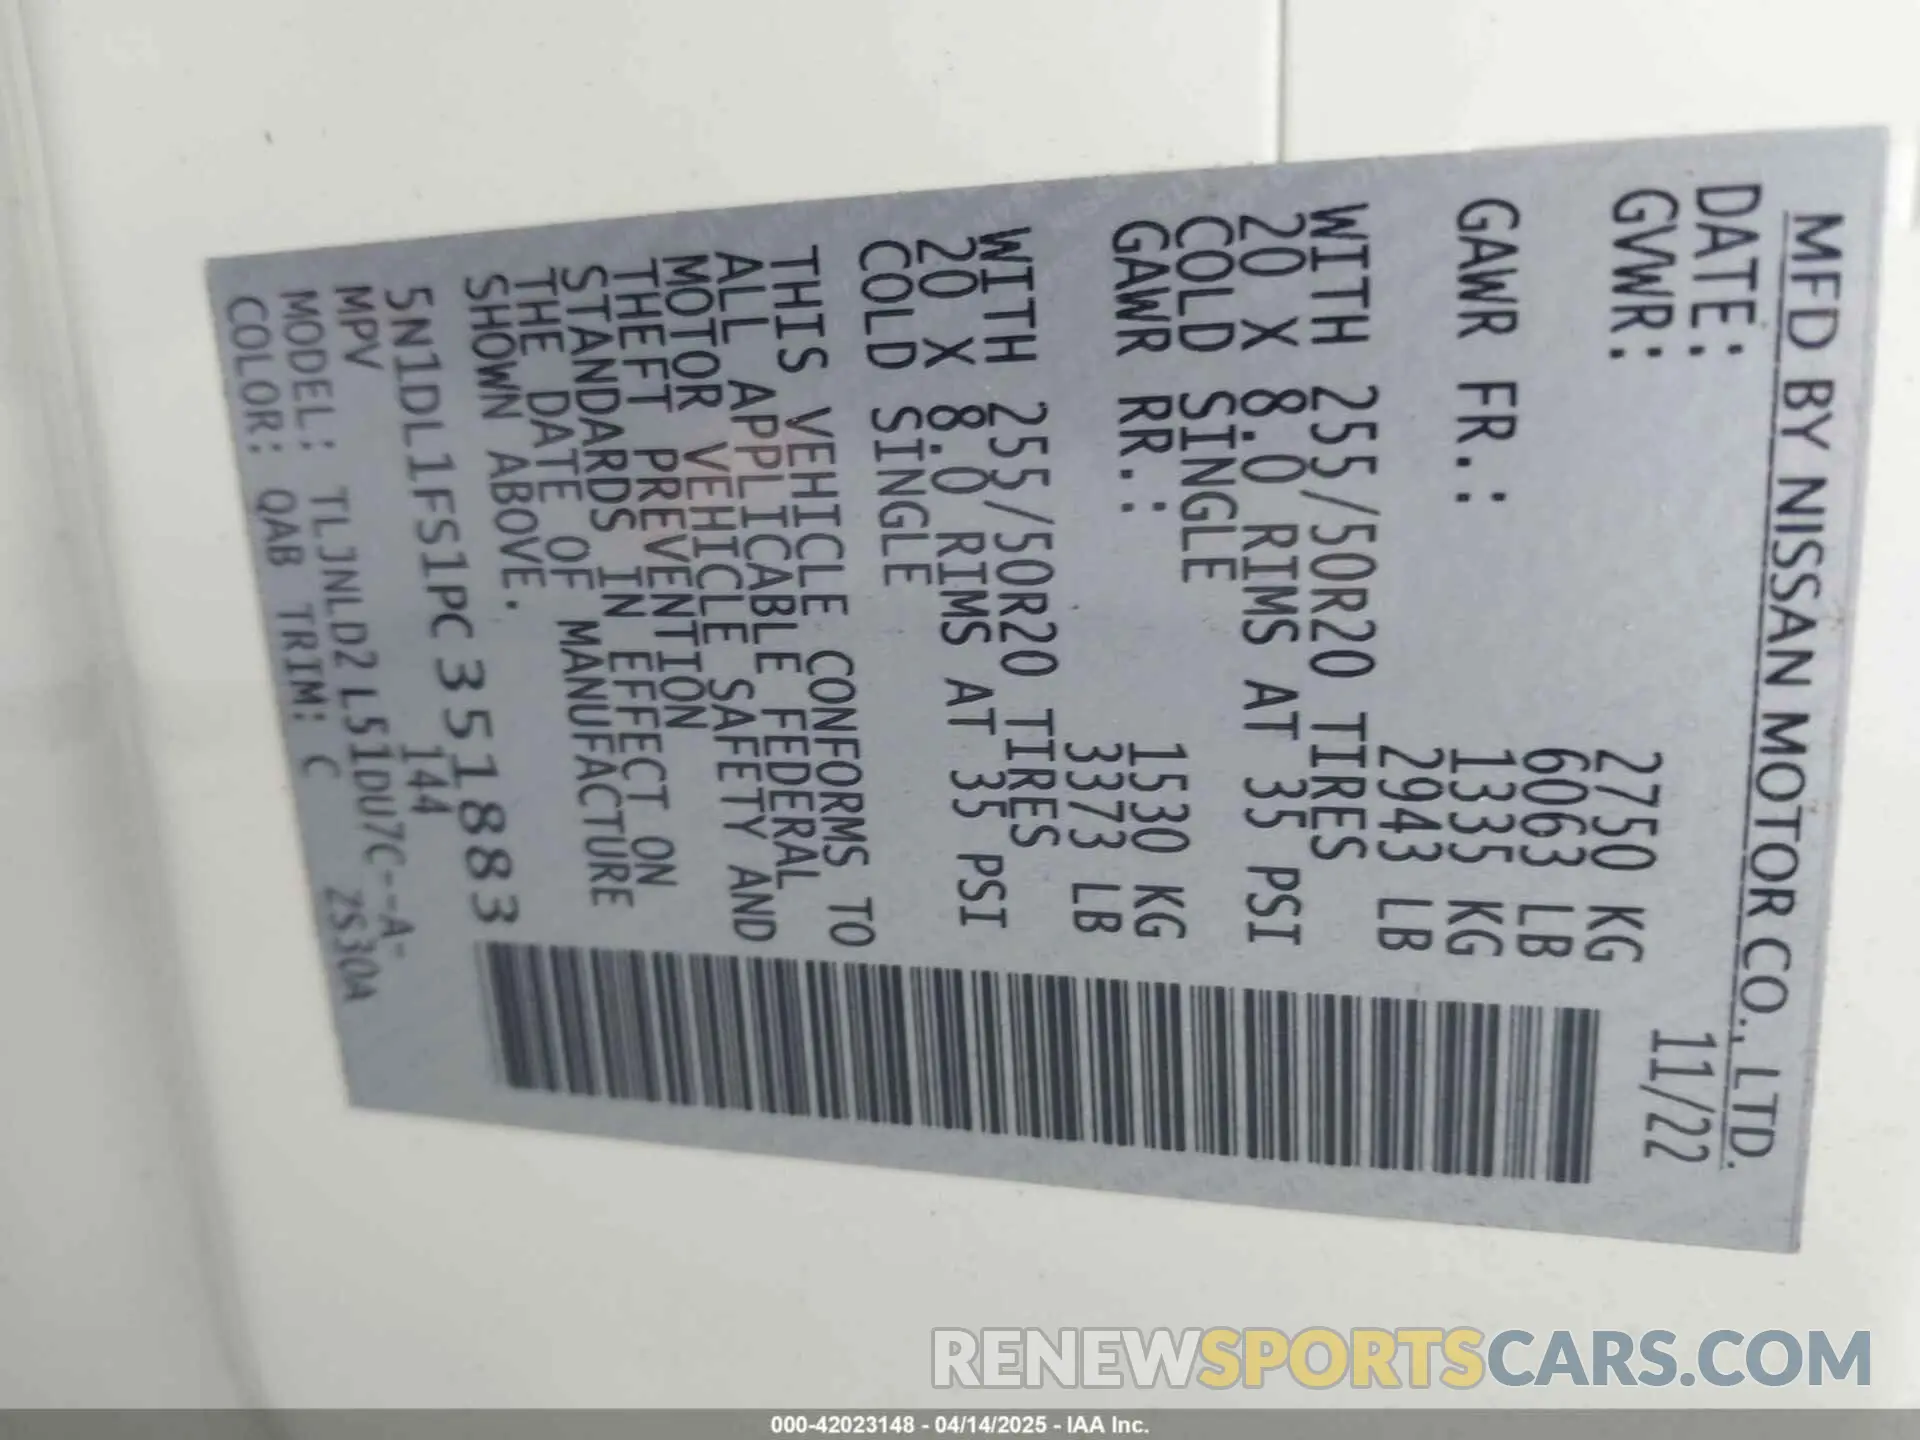 MFD BY NISSAN MOTOR CO., LTD.
DATE: 11/22
GVWR: 2750 KG
6063 LB
GAWR FR.: 1335 KG
2943 LB
WITH 255/50R20 TIRES
20 X 8.0 RIMS AT 35 PSI
COLD SINGLE
GAWR RR.: 1530 KG
3373 LB
WITH 255/50R20 TIRES
20 X 8.0 RIMS AT 35 PSI
COLD SINGLE
THIS VEHICLE CONFORMS TO
ALL APPLICABLE FEDERAL
MOTOR VEHICLE SAFETY AND
THEFT PREVENTION
STANDARDS IN EFFECT ON
THE DATE OF MANUFACTURE
SHOWN ABOVE.
5N1DL1FS1PC351883
MPV 144
MODEL: TLJNLD2 L51DU7C--A-
COLOR: QAB TRIM: C ZS30A
RENEWSPORTSCARS.COM
000-42023148 - 04/14/2025 - IAA Inc.